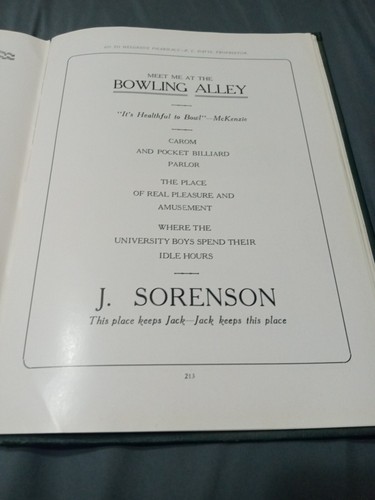 MEET ME AT THE
BOWLING ALLEY
"It's Healthful to Bowl"—McKenzie
CAROM
AND POCKET BILLIARD
PARLOR
THE PLACE
OF REAL PLEASURE AND
AMUSEMENT
WHERE THE
UNIVERSITY BOYS SPEND THEIR
IDLE HOURS
J. SORENSON
This place keeps Jack—Jack keeps this place
213